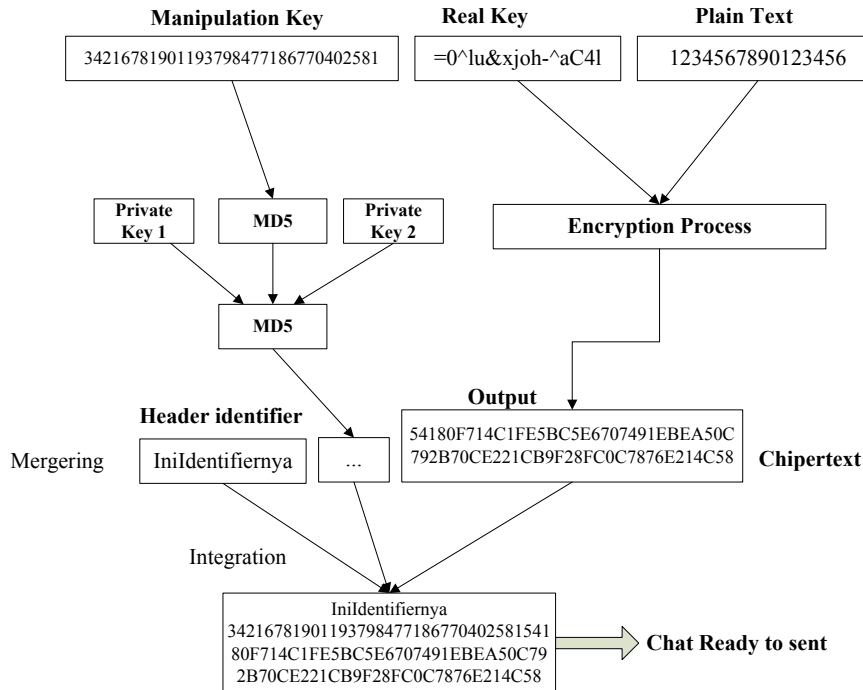 Manipulation Key
Real Key
Plain Text
34216781901193798477186770402581
=0^lu&xjoh-^aC4l
1234567890123456
Private
Key 1
MD5
Private
Key 2
Encryption Process
MD5
Output
Header identifier
54180F714C1FE5BC5E6707491EBEA50C
792B70CE221CB9F28FC0C7876E214C58
Mergering
IniIdentifiernya
...
Chipertext
Integration
IniIdentifiernya
34216781901193798477186770402581541
80F714C1FE5BC5E6707491EBEA50C79
2B70CE221CB9F28FC0C7876E214C58
Chat Ready to sent